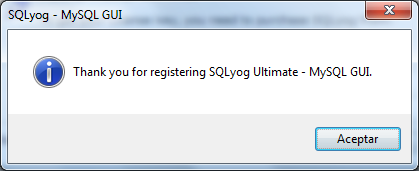 SQLyog - MySQL GUI
Thank you for registering SQLyog Ultimate - MySQL GUI.
Aceptar